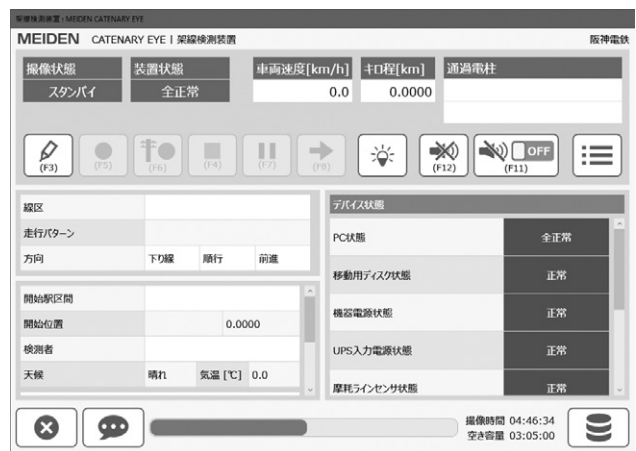 架線検測装置 : MEIDEN CATENARY EYE
MEIDEN CATENARY EYE | 架線検測装置 阪神電鉄
撮像状態 装置状態 車両速度[km/h] キロ程[km] 通過電柱
スタンバイ 全正常 0.0 0.0000
(F3) (F5) (F6) (F4) (F7) (F8) (F12) OFF (F11)
線区
走行パターン
方向 下り線 順行 前進
開始駅区間
開始位置 0.0000
検測者
天候 晴れ 気温 [℃] 0.0
デバイス状態
PC状態 全正常
移動用ディスク状態 正常
機器電源状態 正常
UPS入力電源状態 正常
摩耗ラインセンサ状態 正常
撮像時間 04:46:34
空き容量 03:05:00